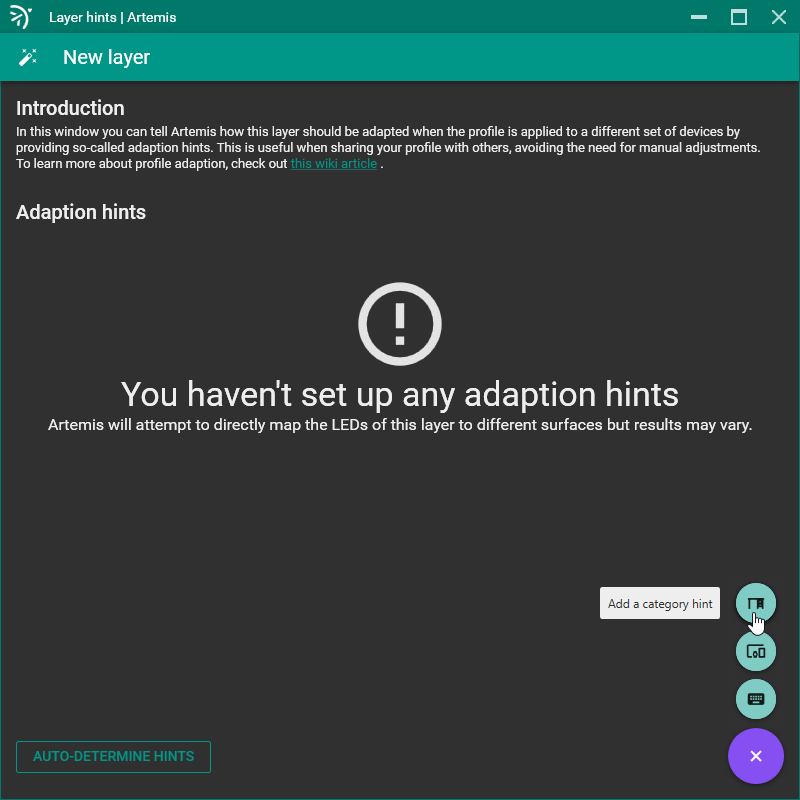 Layer hints | Artemis
New layer
Introduction
In this window you can tell Artemis how this layer should be adapted when the profile is applied to a different set of devices by
providing so-called adaption hints. This is useful when sharing your profile with others, avoiding the need for manual adjustments.
To learn more about profile adaption, check out this wiki article .
Adaption hints
You haven't set up any adaption hints
Artemis will attempt to directly map the LEDs of this layer to different surfaces but results may vary.
Add a category hint
AUTO-DETERMINE HINTS